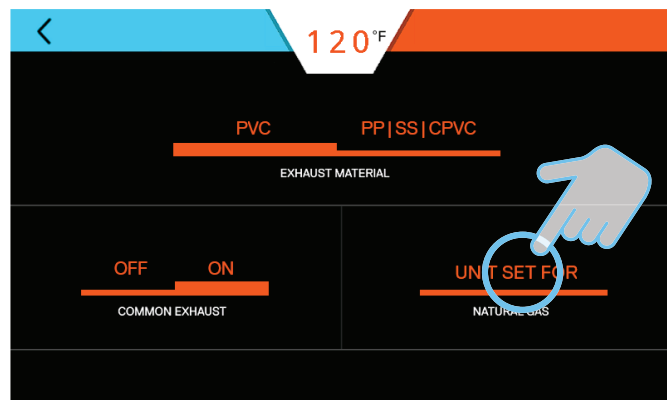 120°F
PVC PP|SS|CPVC
EXHAUST MATERIAL
OFF ON
COMMON EXHAUST
UNIT SET FOR
NATURAL GAS